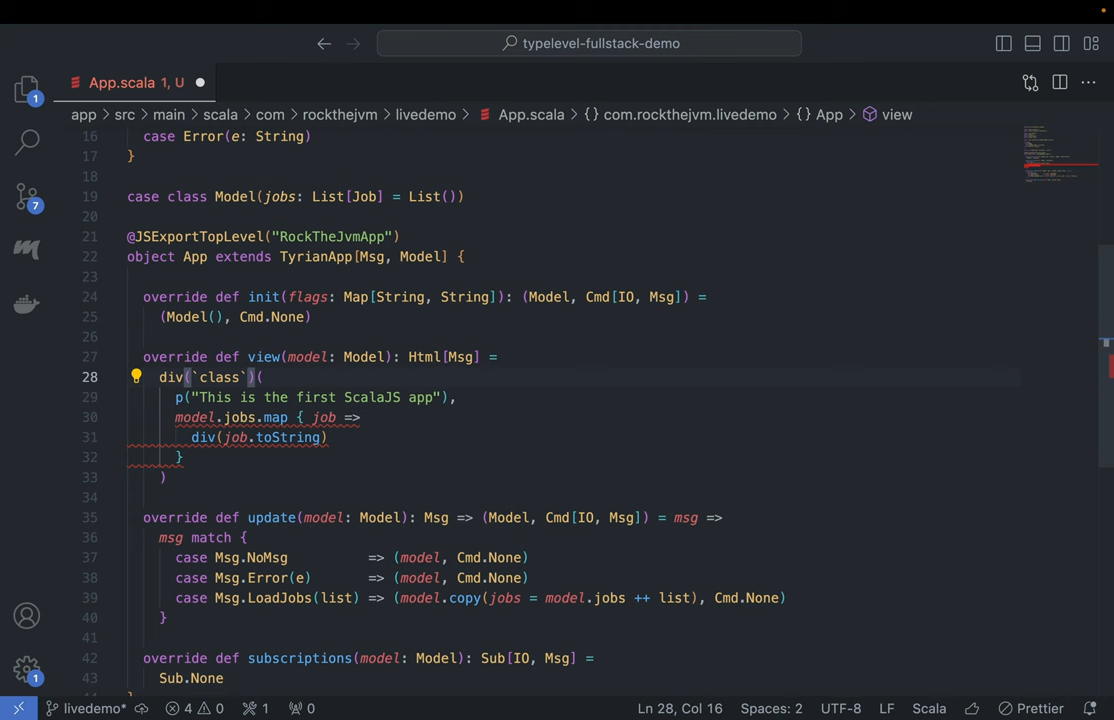 typelevel-fullstack-demo
App.scala 1, U
app > src > main > scala > com > rockthejvm > livedemo > App.scala > {} com.rockthejvm.livedemo > {} App > view
16 case Error(e: String)
17 }
18
19 case class Model(jobs: List[Job] = List())
20
21 @JSExportTopLevel("RockTheJvmApp")
22 object App extends TyrianApp[Msg, Model] {
23
24 override def init(flags: Map[String, String]): (Model, Cmd[IO, Msg]) =
25 (Model(), Cmd.None)
26
27 override def view(model: Model): Html[Msg] =
28 div(`class`)(
29 p("This is the first ScalaJS app"),
30 model.jobs.map { job =>
31 div(job.toString)
32 }
33 )
34
35 override def update(model: Model): Msg => (Model, Cmd[IO, Msg]) = msg =>
36 msg match {
37 case Msg.NoMsg => (model, Cmd.None)
38 case Msg.Error(e) => (model, Cmd.None)
39 case Msg.LoadJobs(list) => (model.copy(jobs = model.jobs ++ list), Cmd.None)
40 }
41
42 override def subscriptions(model: Model): Sub[IO, Msg] =
43 Sub.None
1
7
1
livedemo* 4 0 1 0 Ln 28, Col 16 Spaces: 2 UTF-8 LF Scala Prettier